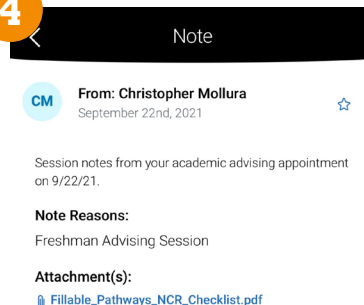 4
Note
CM
From: Christopher Mollura
September 22nd, 2021
Session notes from your academic advising appointment
on 9/22/21.
Note Reasons:
Freshman Advising Session
Attachment(s):
Fillable_Pathways_NCR_Checklist.pdf